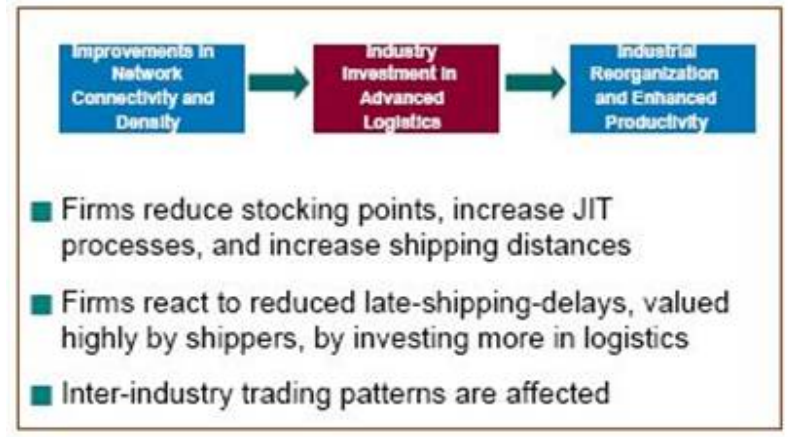 Improvements in
Network
Connectivity and
Density
Industry
Investment in
Advanced
Logistics
Industrial
Reorganization
and Enhanced
Productivity
Firms reduce stocking points, increase JIT
processes, and increase shipping distances
Firms react to reduced late-shipping-delays, valued
highly by shippers, by investing more in logistics
Inter-industry trading patterns are affected